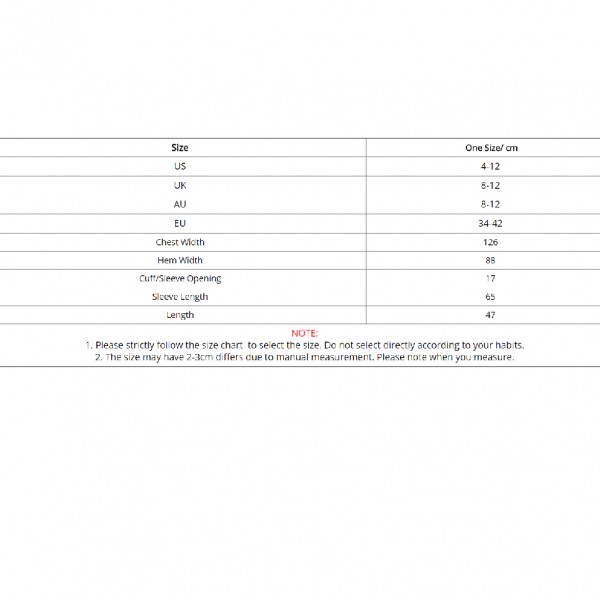 Size One Size/ cm
US 4-12
UK 8-12
AU 8-12
EU 34-42
Chest Width 126
Hem Width 88
Cuff/Sleeve Opening 17
Sleeve Length 65
Length 47
NOTE:
1. Please strictly follow the size chart to select the size. Do not select directly according to your habits.
2. The size may have 2-3cm differs due to manual measurement. Please note when you measure.